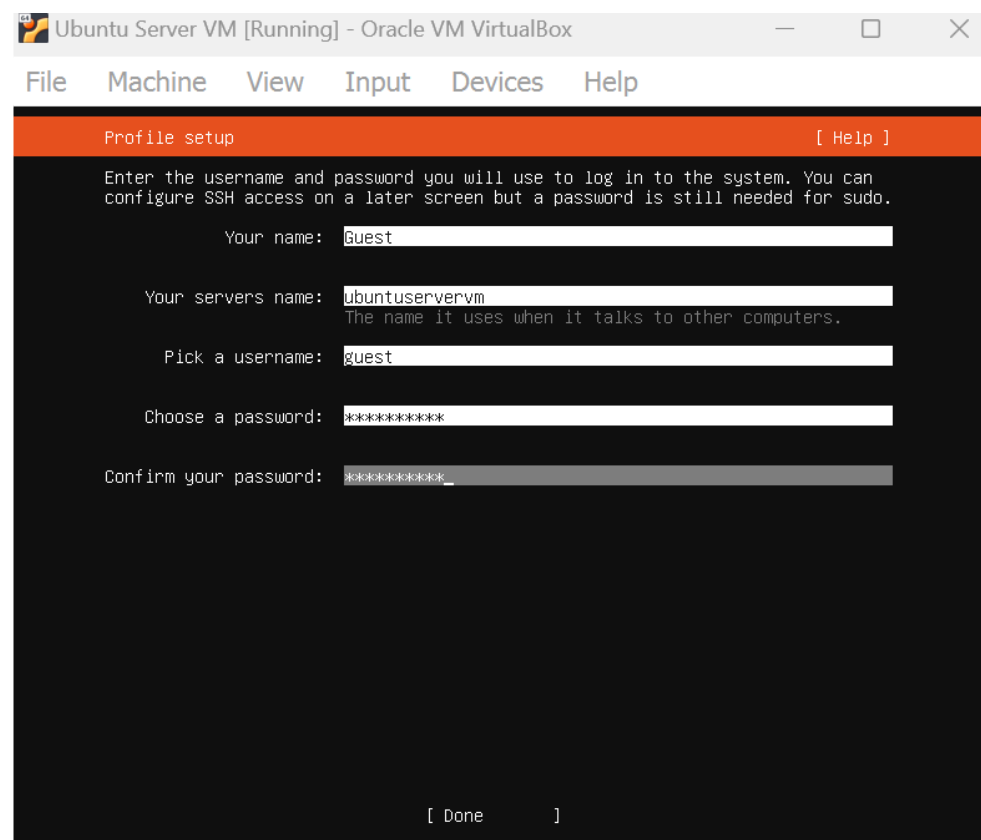 64
Ubuntu Server VM [Running] - Oracle VM VirtualBox
File Machine View Input Devices Help
Profile setup [ Help ]
Enter the username and password you will use to log in to the system. You can
configure SSH access on a later screen but a password is still needed for sudo.
Your name: Guest
Your servers name: ubuntuservervm
The name it uses when it talks to other computers.
Pick a username: guest
Choose a password: **********
Confirm your password: **********_
[ Done ]